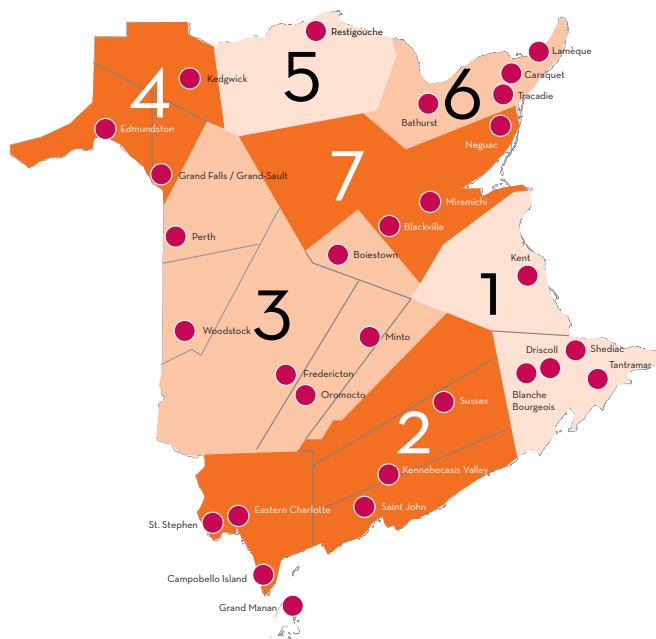 Restigouche
5
Lamèque
Caraquet
Kedgwick
4
6
Tracadie
Bathurst
Edmundston
Neguac
7
Grand Falls / Grand-Sault
Miramichi
Blackville
Perth
Boiestown
Kent
1
3
Woodstock
Minto
Driscoll
Shediac
Tantramar
Fredericton
Blanche
Bourgeois
Oromocto
Sussex
2
Kennebecasis Valley
Saint John
Eastern Charlotte
St. Stephen
Campobello Island
Grand Manan